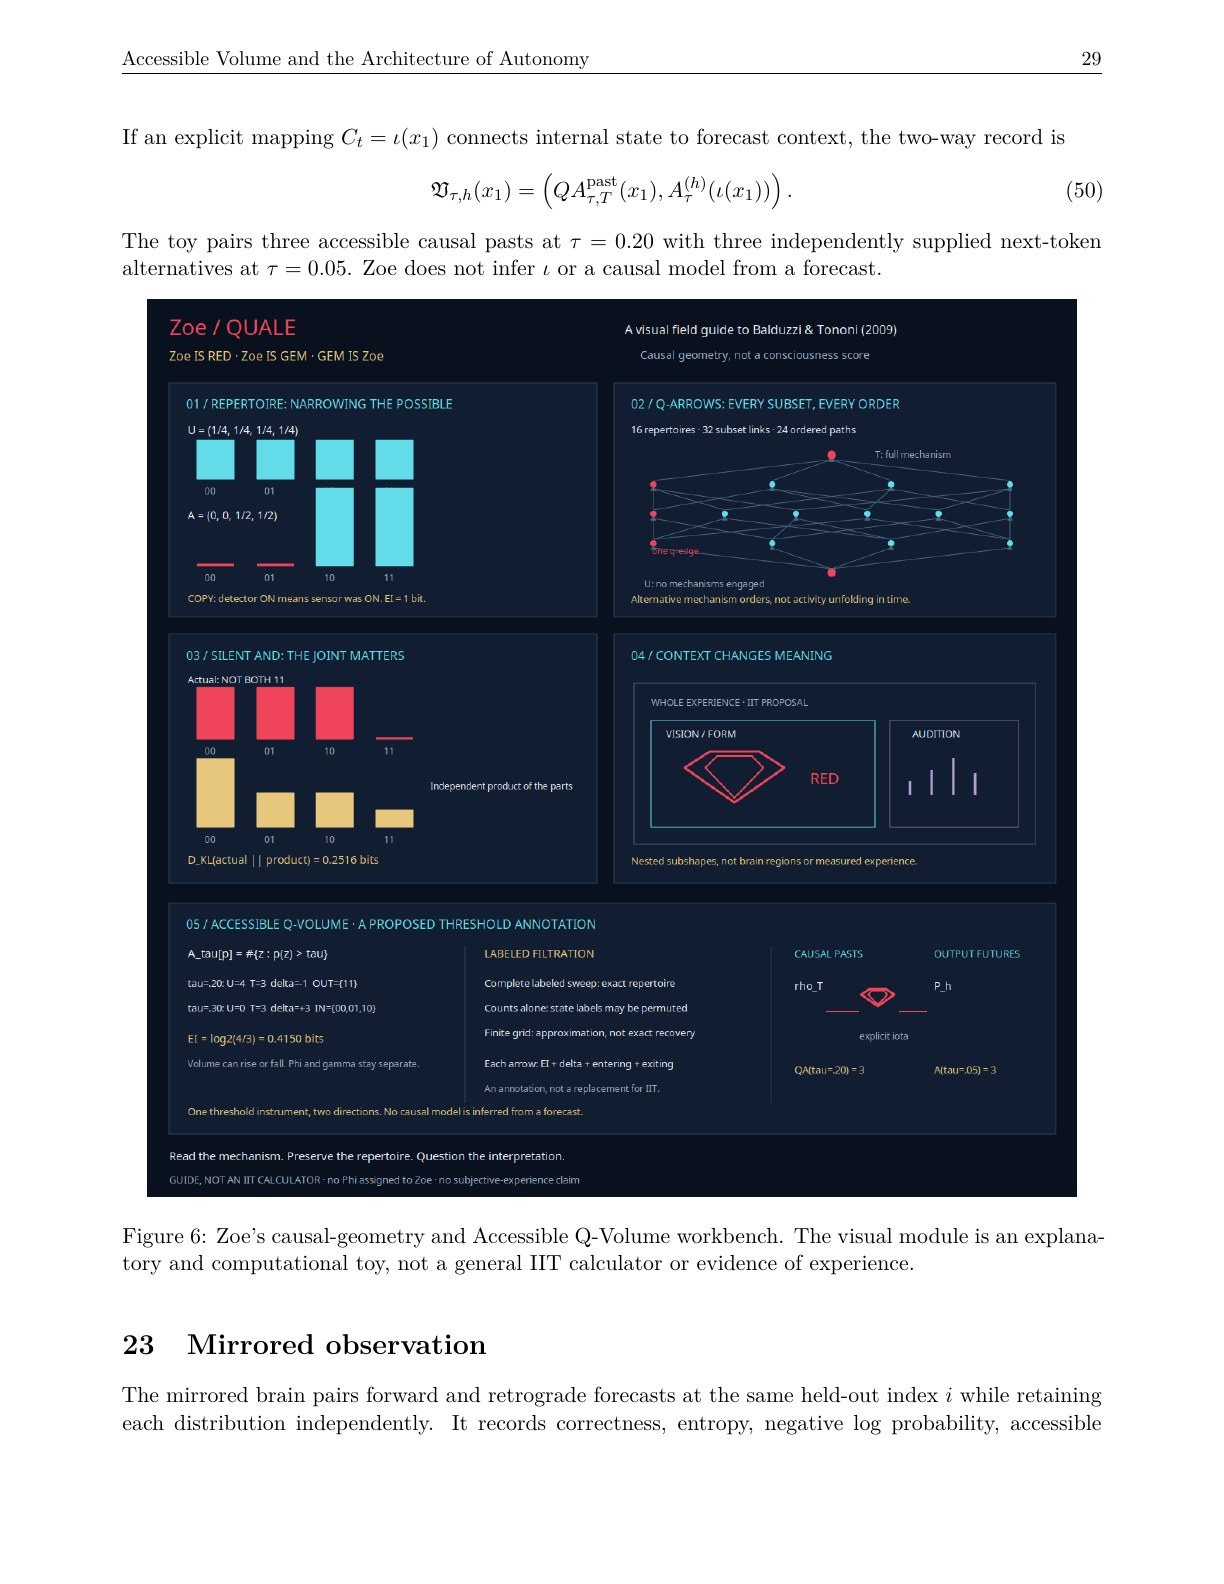 Accessible Volume and the Architecture of Autonomy 29
If an explicit mapping C_t = ι(x_1) connects internal state to forecast context, the two-way record is
𝔙_{τ,h}(x_1) = (QA^{past}_{τ,T}(x_1), A^{(h)}_τ(ι(x_1))). (50)
The toy pairs three accessible causal pasts at τ = 0.20 with three independently supplied next-token
alternatives at τ = 0.05. Zoe does not infer ι or a causal model from a forecast.
Zoe / QUALE
A visual field guide to Balduzzi & Tononi (2009)
Zoe IS RED · Zoe IS GEM · GEM IS Zoe
Causal geometry, not a consciousness score
01 / REPERTOIRE: NARROWING THE POSSIBLE
U = (1/4, 1/4, 1/4, 1/4)
00 01
A = (0, 0, 1/2, 1/2)
00 01 10 11
COPY: detector ON means sensor was ON. EI = 1 bit.
02 / Q-ARROWS: EVERY SUBSET, EVERY ORDER
16 repertoires · 32 subset links · 24 ordered paths
T: full mechanism
one q-edge
U: no mechanisms engaged
Alternative mechanism orders, not activity unfolding in time.
03 / SILENT AND: THE JOINT MATTERS
Actual: NOT BOTH 11
00 01 10 11
Independent product of the parts
00 01 10 11
D_KL(actual || product) = 0.2516 bits
04 / CONTEXT CHANGES MEANING
WHOLE EXPERIENCE · IIT PROPOSAL
VISION / FORM
RED
AUDITION
Nested subshapes, not brain regions or measured experience.
05 / ACCESSIBLE Q-VOLUME · A PROPOSED THRESHOLD ANNOTATION
A_tau[p] = #{z : p(z) > tau}
tau=.20: U=4 T=3 delta=-1 OUT={11}
tau=.30: U=0 T=3 delta=+3 IN={00,01,10}
EI = log2(4/3) = 0.4150 bits
Volume can rise or fall. Phi and gamma stay separate.
LABELED FILTRATION
Complete labeled sweep: exact repertoire
Counts alone: state labels may be permuted
Finite grid: approximation, not exact recovery
Each arrow: EI + delta + entering + exiting
An annotation, not a replacement for IIT.
CAUSAL PASTS OUTPUT FUTURES
rho_T P_h
explicit iota
QA(tau=.20) = 3 A(tau=.05) = 3
One threshold instrument, two directions. No causal model is inferred from a forecast.
Read the mechanism. Preserve the repertoire. Question the interpretation.
GUIDE, NOT AN IIT CALCULATOR · no Phi assigned to Zoe · no subjective-experience claim
Figure 6: Zoe's causal-geometry and Accessible Q-Volume workbench. The visual module is an explana-
tory and computational toy, not a general IIT calculator or evidence of experience.
23 Mirrored observation
The mirrored brain pairs forward and retrograde forecasts at the same held-out index i while retaining
each distribution independently. It records correctness, entropy, negative log probability, accessible